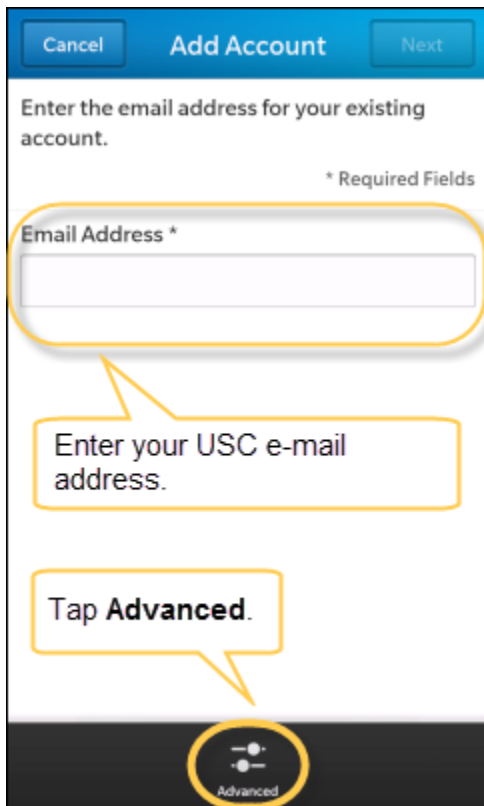 Cancel Add Account Next
Enter the email address for your existing
account.
* Required Fields
Email Address *
Enter your USC e-mail
address.
Tap Advanced.
Advanced